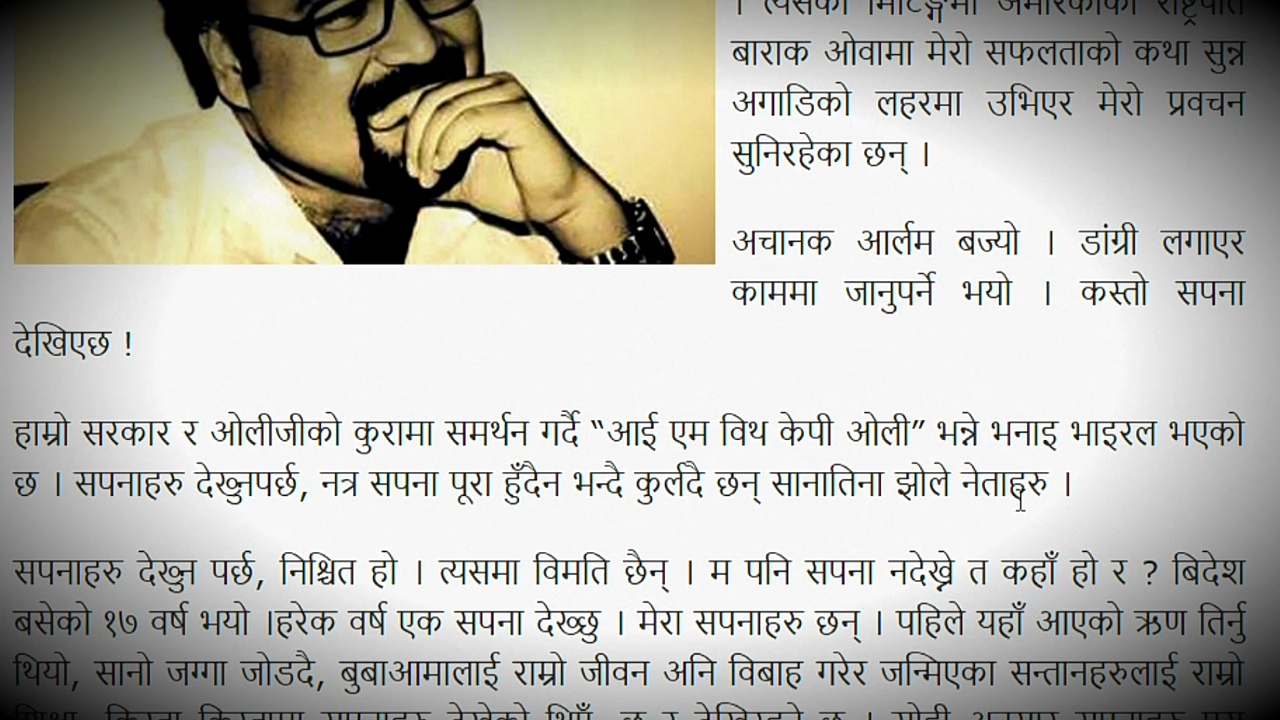 । त्यसको मिटिङ्गमा अमेरिकाका राष्ट्रपति
बाराक ओवामा मेरो सफलताको कथा सुन्न
अगाडिको लहरमा उभिएर मेरो प्रवचन
सुनिरहेका छन् ।
अचानक आर्लम बज्यो । डांग्री लगाएर
काममा जानुपर्ने भयो । कस्तो सपना
देखिएछ !
हाम्रो सरकार र ओलीजीको कुरामा समर्थन गर्दै “आई एम विथ केपी ओली” भन्ने भनाइ भाइरल भएको
छ । सपनाहरु देख्नुपर्छ, नत्र सपना पूरा हुँदैन भन्दै कुर्लदै छन् सानातिना झोले नेताहरु ।
सपनाहरु देख्नु पर्छ, निश्चित हो । त्यसमा विमति छैन् । म पनि सपना नदेख्ने त कहाँ हो र ? बिदेश
बसेको १७ वर्ष भयो ।हरेक वर्ष एक सपना देख्छु । मेरा सपनाहरु छन् । पहिले यहाँ आएको ऋण तिर्नु
थियो, सानो जग्गा जोडदै, बुबाआमालाई राम्रो जीवन अनि विबाह गरेर जन्मिएका सन्तानहरुलाई राम्रो